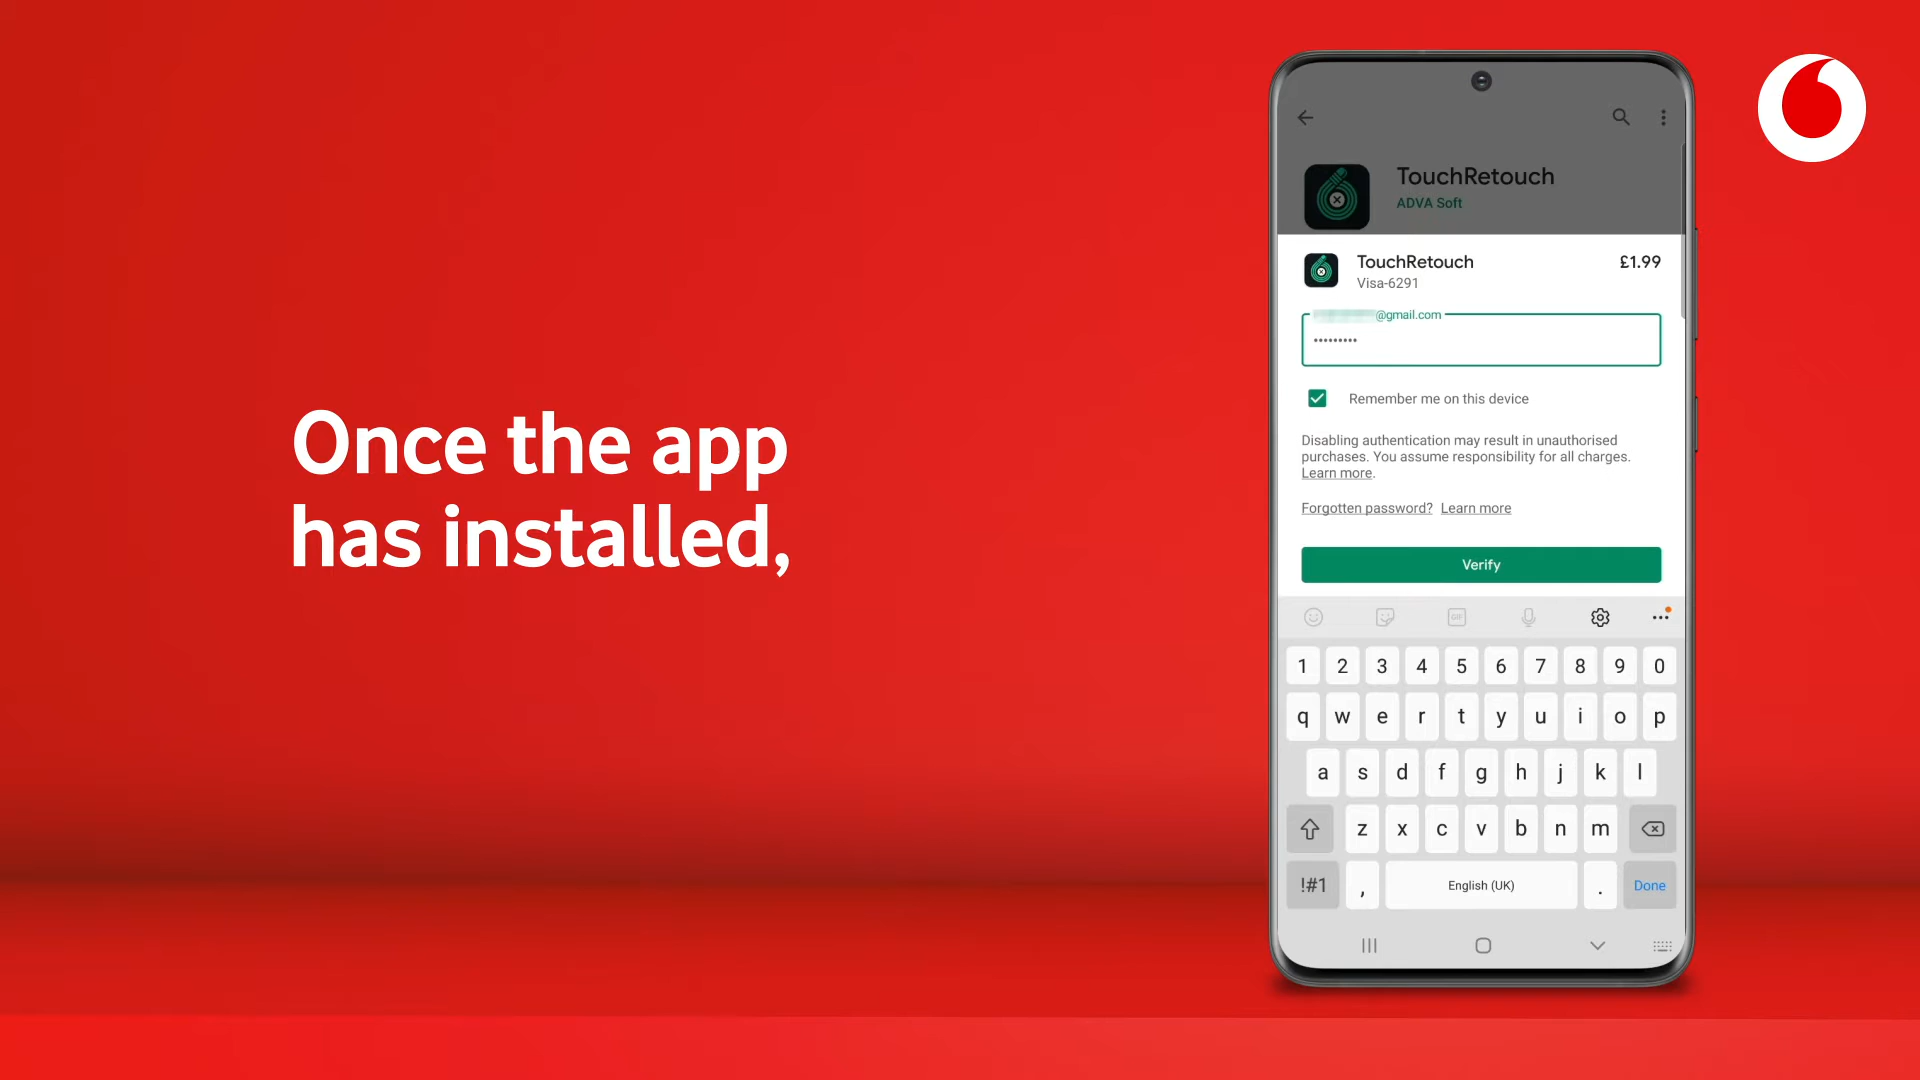 Once the app
has installed,
TouchRetouch
ADVA Soft
TouchRetouch
£1.99
Visa-6291
@gmail.com
•••••••••
Remember me on this device
Disabling authentication may result in unauthorised
purchases. You assume responsibility for all charges.
Learn more.
Forgotten password? Learn more
Verify
GIF
1 2 3 4 5 6 7 8 9 0
q w e r t y u i o p
a s d f g h j k l
z x c v b n m
!#1 , English (UK) . Done